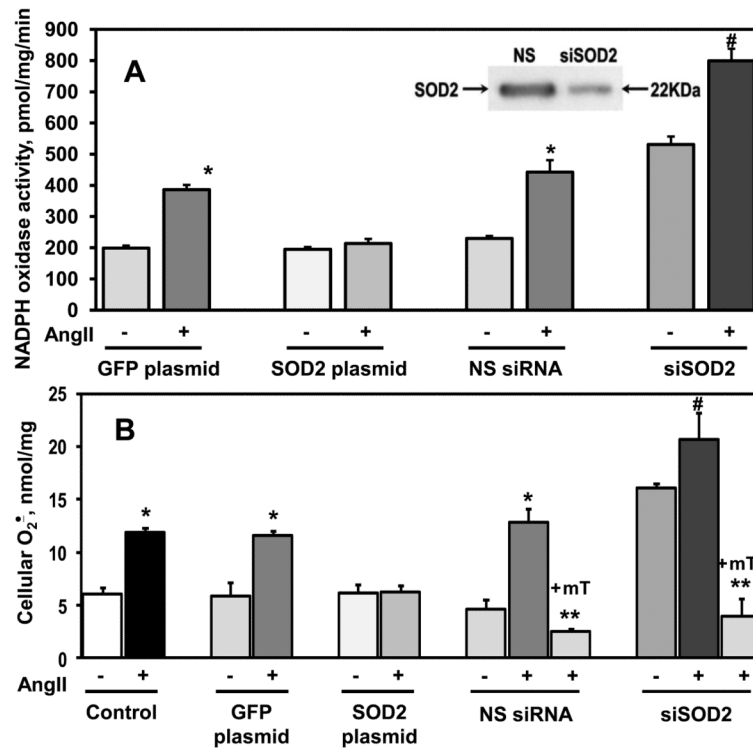 NADPH oxidase activity, pmol/mg/min
900
800
700
600
500
400
300
200
100
0
A
NS siSOD2
SOD2 → ← 22KDa
*
*
#
AngII - + - + - + - +
GFP plasmid SOD2 plasmid NS siRNA siSOD2
Cellular O₂•̄, nmol/mg
25
20
15
10
5
0
B
*
*
*
+mT
**
#
+mT
**
AngII - + - + - + - + + - + +
Control GFP plasmid SOD2 plasmid NS siRNA siSOD2